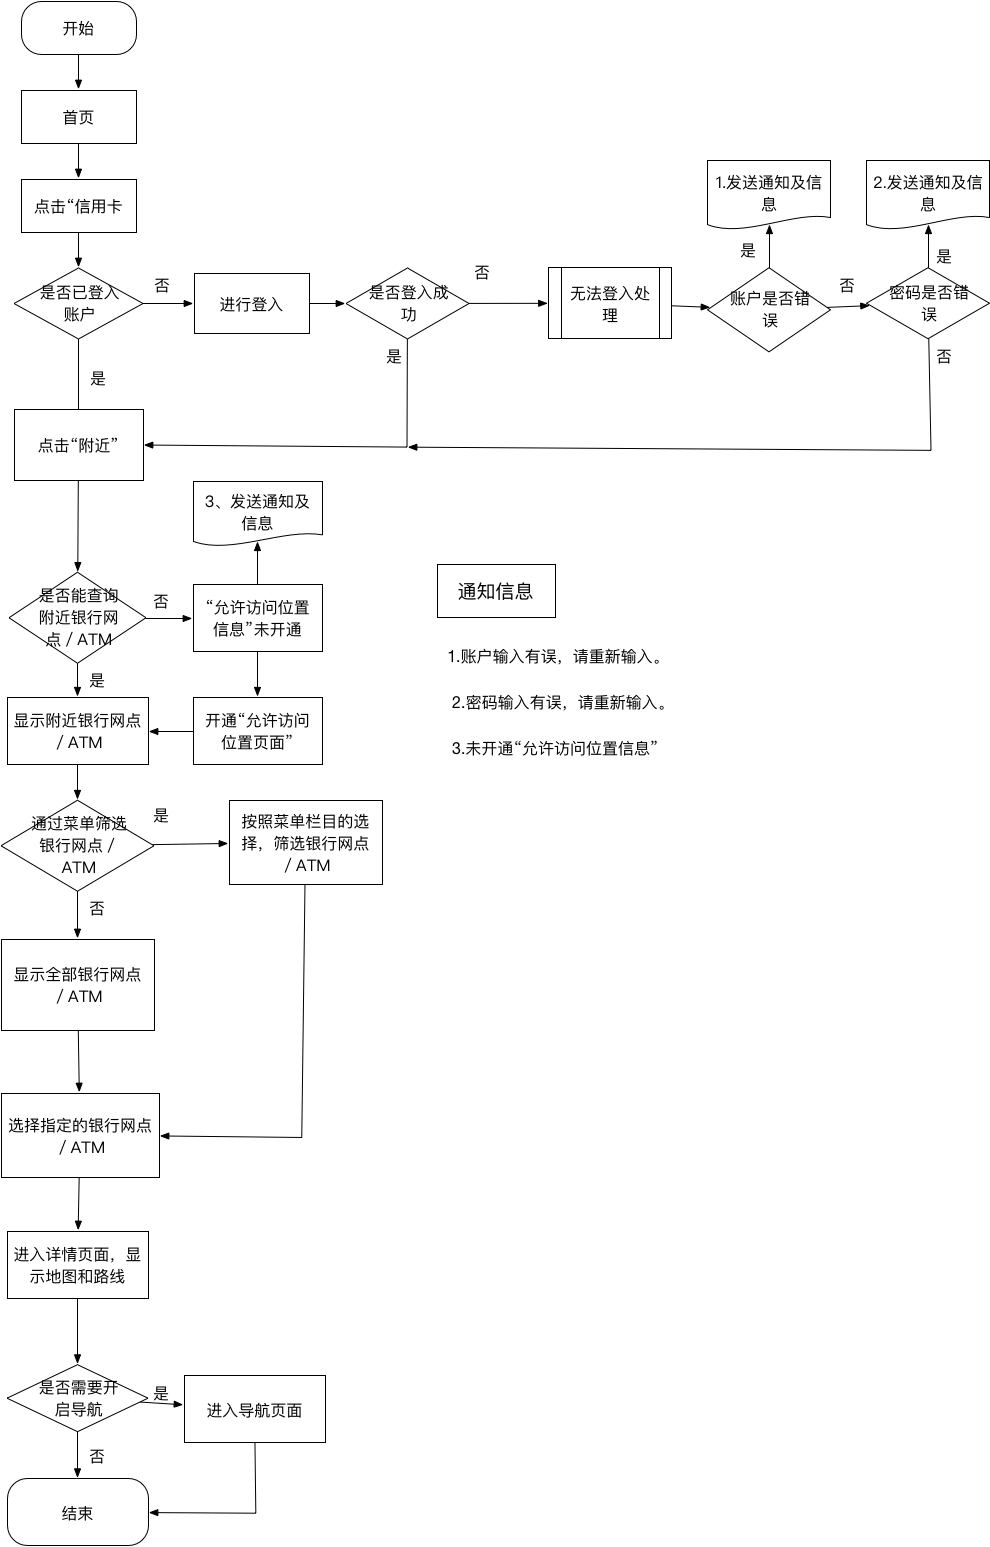 开始
首页
点击“信用卡
1.发送通知及信
息
2.发送通知及信
息
是
是
是否已登入
账户
否
进行登入
是否登入成
功
否
无法登入处
理
账户是否错
误
否
密码是否错
误
是
是
否
点击“附近”
3、发送通知及
信息
是否能查询
附近银行网
点 / ATM
否
“允许访问位置
信息”未开通
通知信息
1.账户输入有误，请重新输入。
是
显示附近银行网点
/ ATM
开通“允许访问
位置页面”
2.密码输入有误，请重新输入。
3.未开通“允许访问位置信息”
通过菜单筛选
银行网点 /
ATM
是
按照菜单栏目的选
择，筛选银行网点
/ ATM
否
显示全部银行网点
/ ATM
选择指定的银行网点
/ ATM
进入详情页面，显
示地图和路线
是否需要开
启导航
是
进入导航页面
否
结束